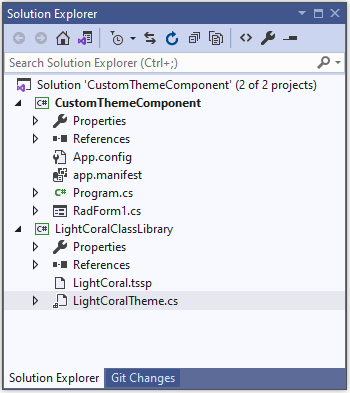 Solution Explorer
Search Solution Explorer (Ctrl+;)
Solution 'CustomThemeComponent' (2 of 2 projects)
C# CustomThemeComponent
Properties
References
App.config
app.manifest
C# Program.cs
RadForm1.cs
C# LightCoralClassLibrary
Properties
References
LightCoral.tssp
LightCoralTheme.cs
Solution Explorer Git Changes